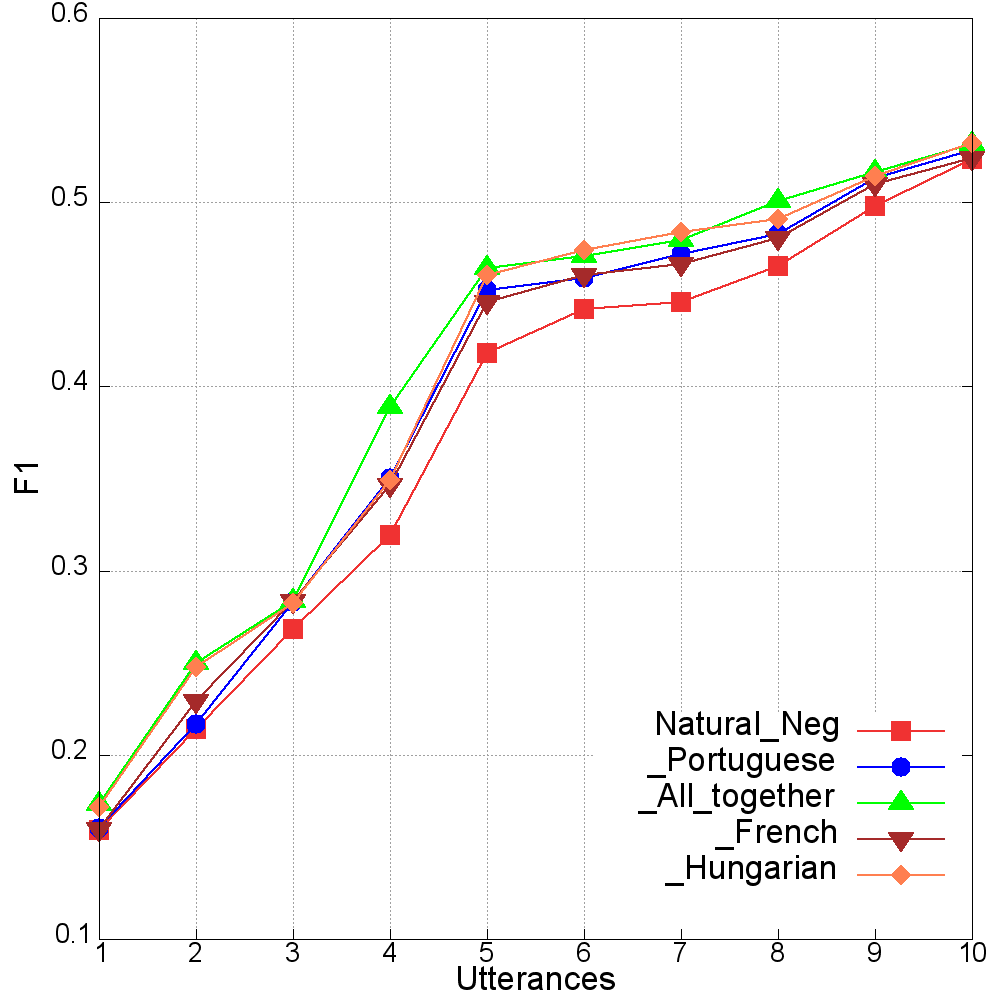 0.6
0.5
0.4
0.3
0.2
0.1
F1
Natural_Neg
_Portuguese
_All_together
_French
_Hungarian
1 2 3 4 5 6 7 8 9 10
Utterances